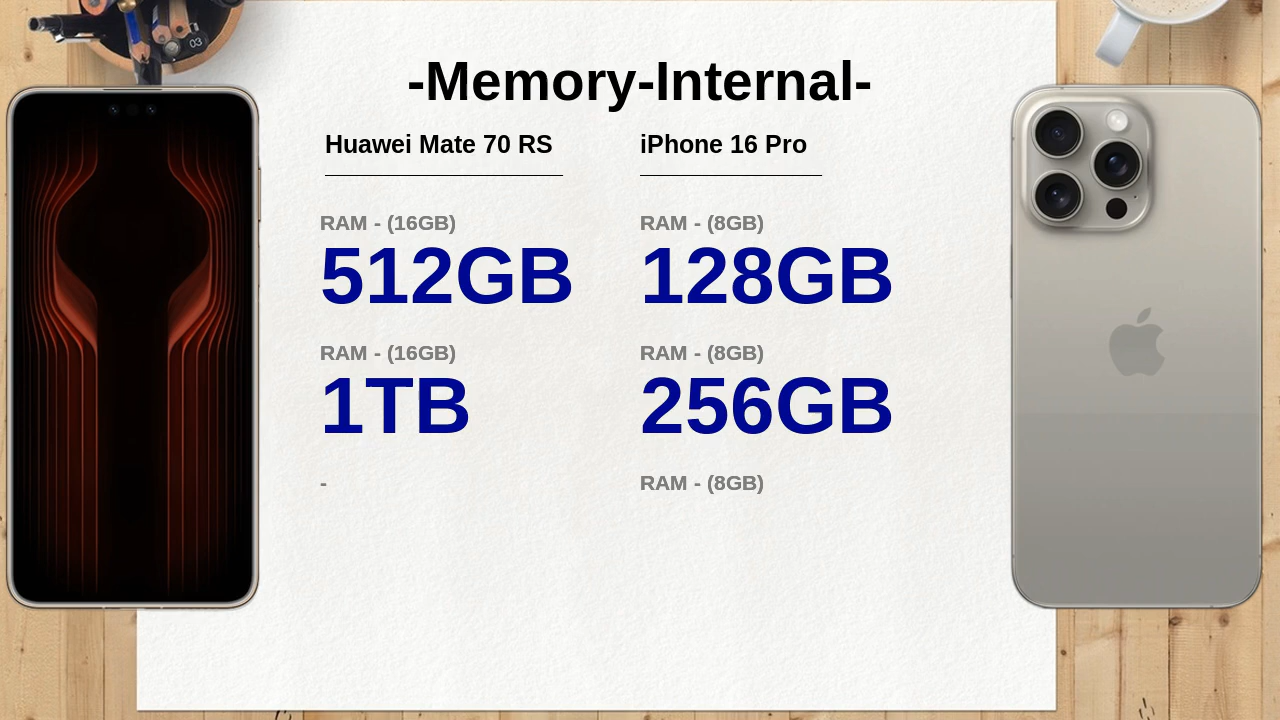 -Memory-Internal-
Huawei Mate 70 RS
iPhone 16 Pro
RAM - (16GB)
512GB
RAM - (8GB)
128GB
RAM - (16GB)
1TB
RAM - (8GB)
256GB
-
RAM - (8GB)
03